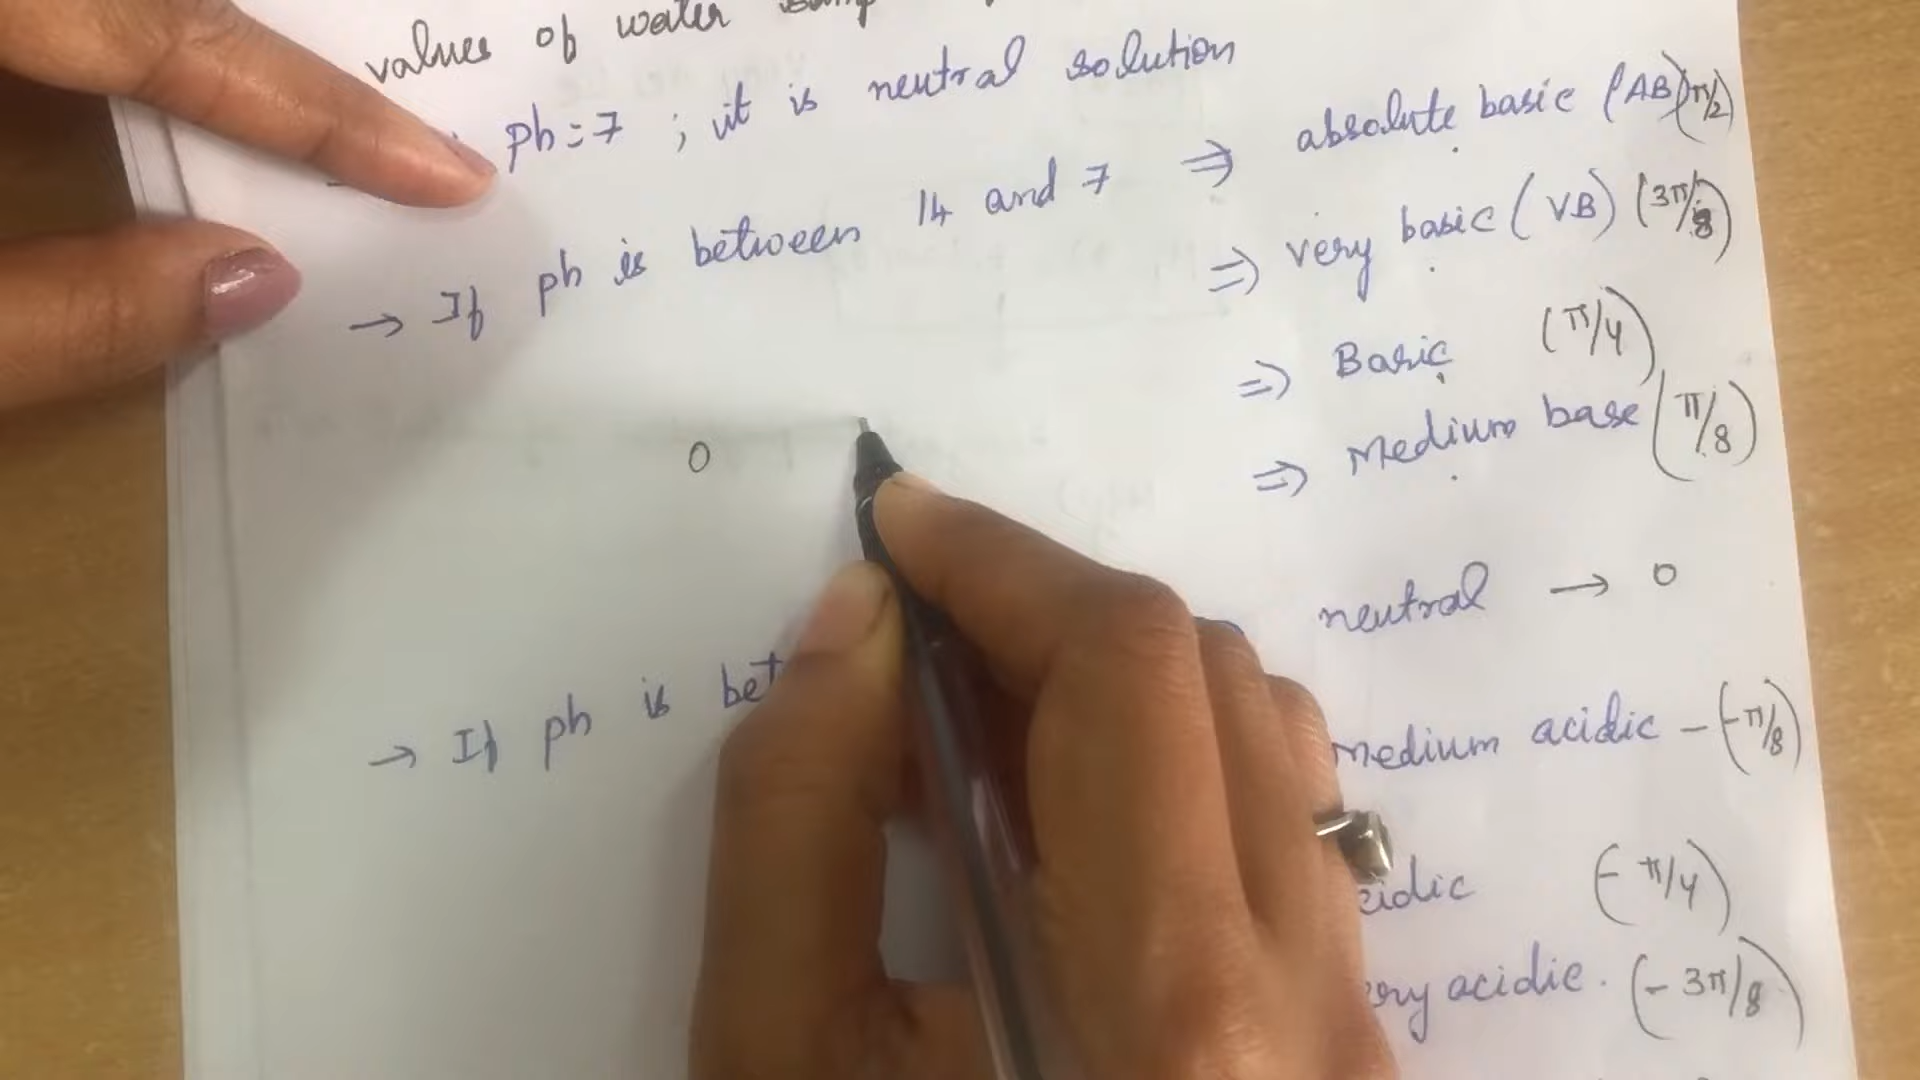 values of water
ph=7 ; it is neutral solution
→ If ph is between 14 and 7 ⇒ absolute basic (AB) (π/2)
⇒ very basic (VB) (3π/8)
⇒ Basic (π/4)
⇒ Medium base (π/8)
0
neutral → 0
→ If ph is bet
Medium acidic - (-π/8)
cidic (-π/4)
ery acidic. (-3π/8)